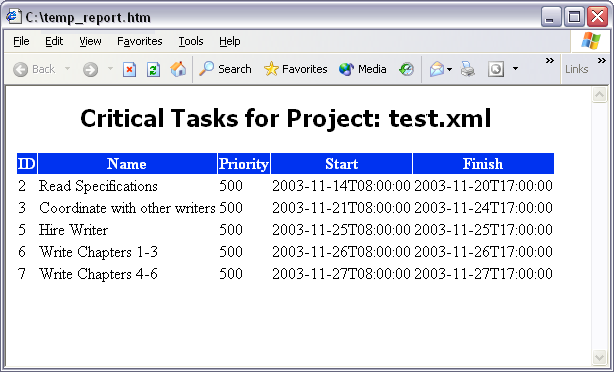 C:\temp_report.htm
File Edit View Favorites Tools Help
Back Search Favorites Media » Links »
Critical Tasks for Project: test.xml
ID Name Priority Start Finish
2 Read Specifications 500 2003-11-14T08:00:00 2003-11-20T17:00:00
3 Coordinate with other writers 500 2003-11-21T08:00:00 2003-11-24T17:00:00
5 Hire Writer 500 2003-11-25T08:00:00 2003-11-25T17:00:00
6 Write Chapters 1-3 500 2003-11-26T08:00:00 2003-11-26T17:00:00
7 Write Chapters 4-6 500 2003-11-27T08:00:00 2003-11-27T17:00:00